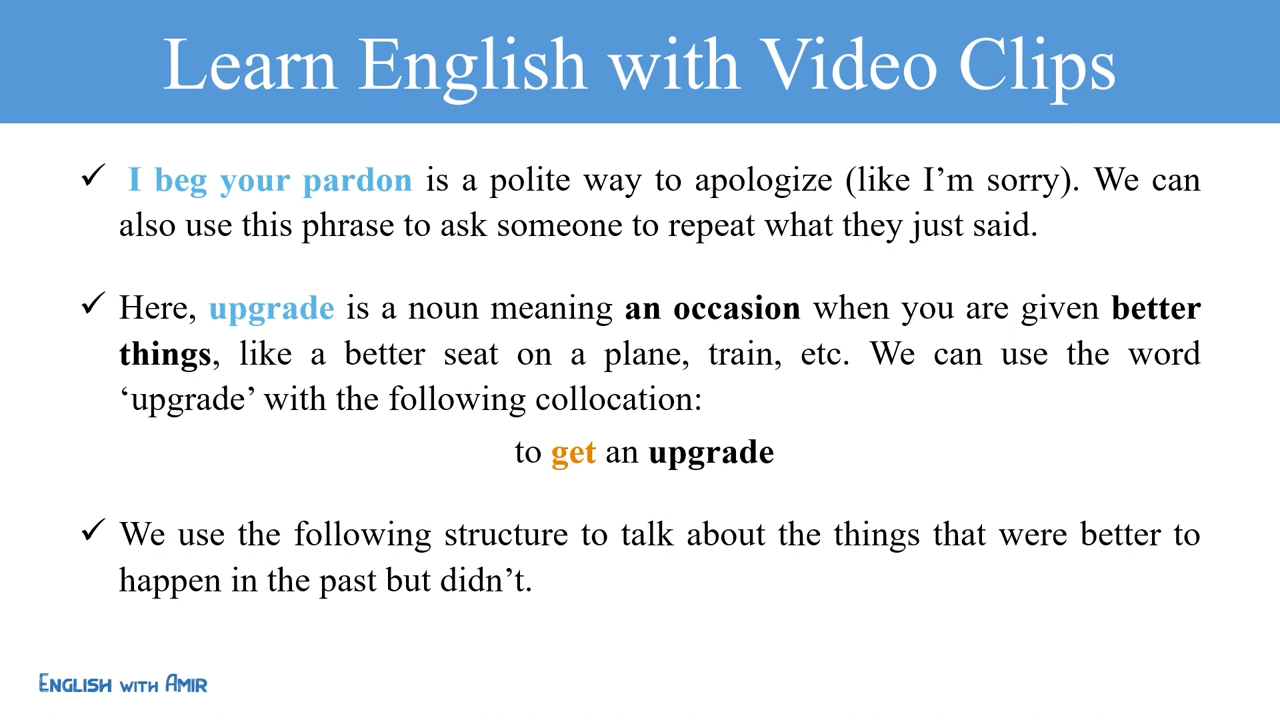 Learn English with Video Clips
✓ I beg your pardon is a polite way to apologize (like I’m sorry). We can
also use this phrase to ask someone to repeat what they just said.
✓ Here, upgrade is a noun meaning an occasion when you are given better
things, like a better seat on a plane, train, etc. We can use the word
‘upgrade’ with the following collocation:
to get an upgrade
✓ We use the following structure to talk about the things that were better to
happen in the past but didn’t.
ENGLISH WITH AMIR